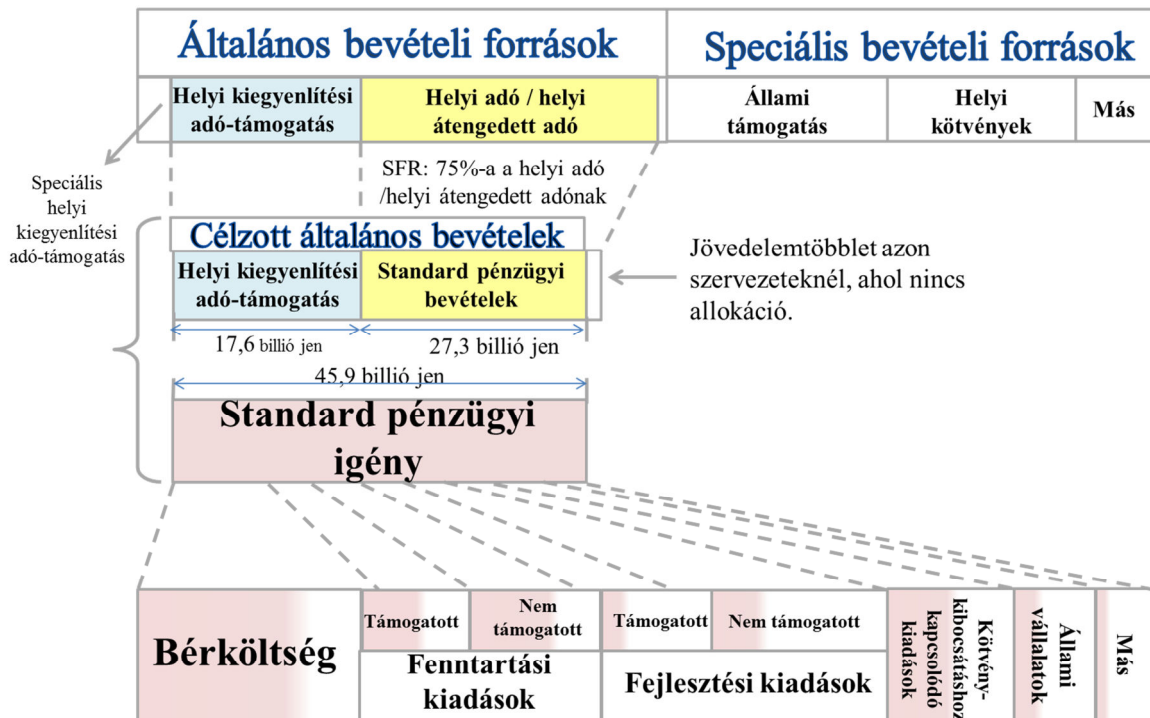 Általános bevételi források
Speciális bevételi források
Helyi kiegyenlítési
adó-támogatás
Helyi adó / helyi
átengedett adó
Állami
támogatás
Helyi
kötvények
Más
SFR: 75%-a a helyi adó
/helyi átengedett adónak
Speciális
helyi
kiegyenlítési
adó-támogatás
Célzott általános bevételek
Helyi kiegyenlítési
adó-támogatás
Standard pénzügyi
bevételek
Jövedelemtöbblet azon
szervezeteknél, ahol nincs
allokáció.
17,6 billió jen
27,3 billió jen
45,9 billió jen
Standard pénzügyi
igény
Bérköltség
Támogatott
Nem
támogatott
Fenntartási
kiadások
Támogatott
Nem támogatott
Fejlesztési kiadások
Kötvény-
kibocsátáshoz
kapcsolódó
kiadások
Állami
vállalatok
Más